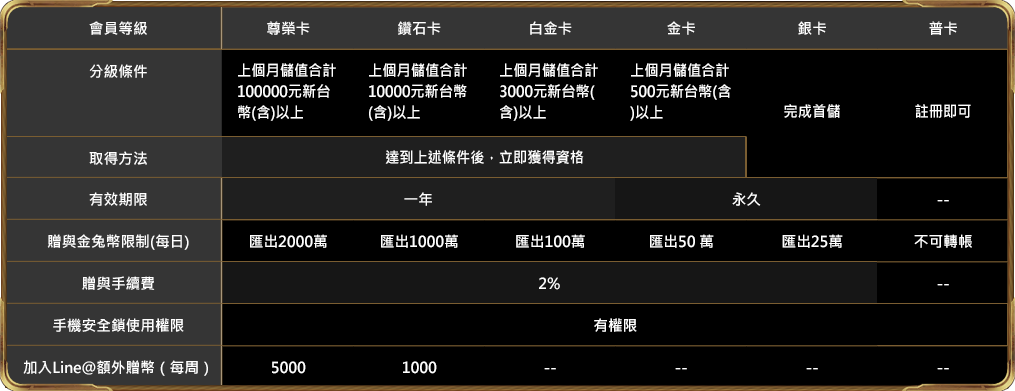 會員等級 尊榮卡 鑽石卡 白金卡 金卡 銀卡 普卡
分級條件 上個月儲值合計 上個月儲值合計 上個月儲值合計 上個月儲值合計
100000元新台 10000元新台幣 3000元新台幣( 500元新台幣(含
幣(含)以上 (含)以上 含)以上 )以上 完成首儲 註冊即可
取得方法 達到上述條件後，立即獲得資格
有效期限 一年 永久 --
贈與金兔幣限制(每日) 匯出2000萬 匯出1000萬 匯出100萬 匯出50 萬 匯出25萬 不可轉帳
贈與手續費 2% --
手機安全鎖使用權限 有權限
加入Line@額外贈幣（每周） 5000 1000 -- -- -- --